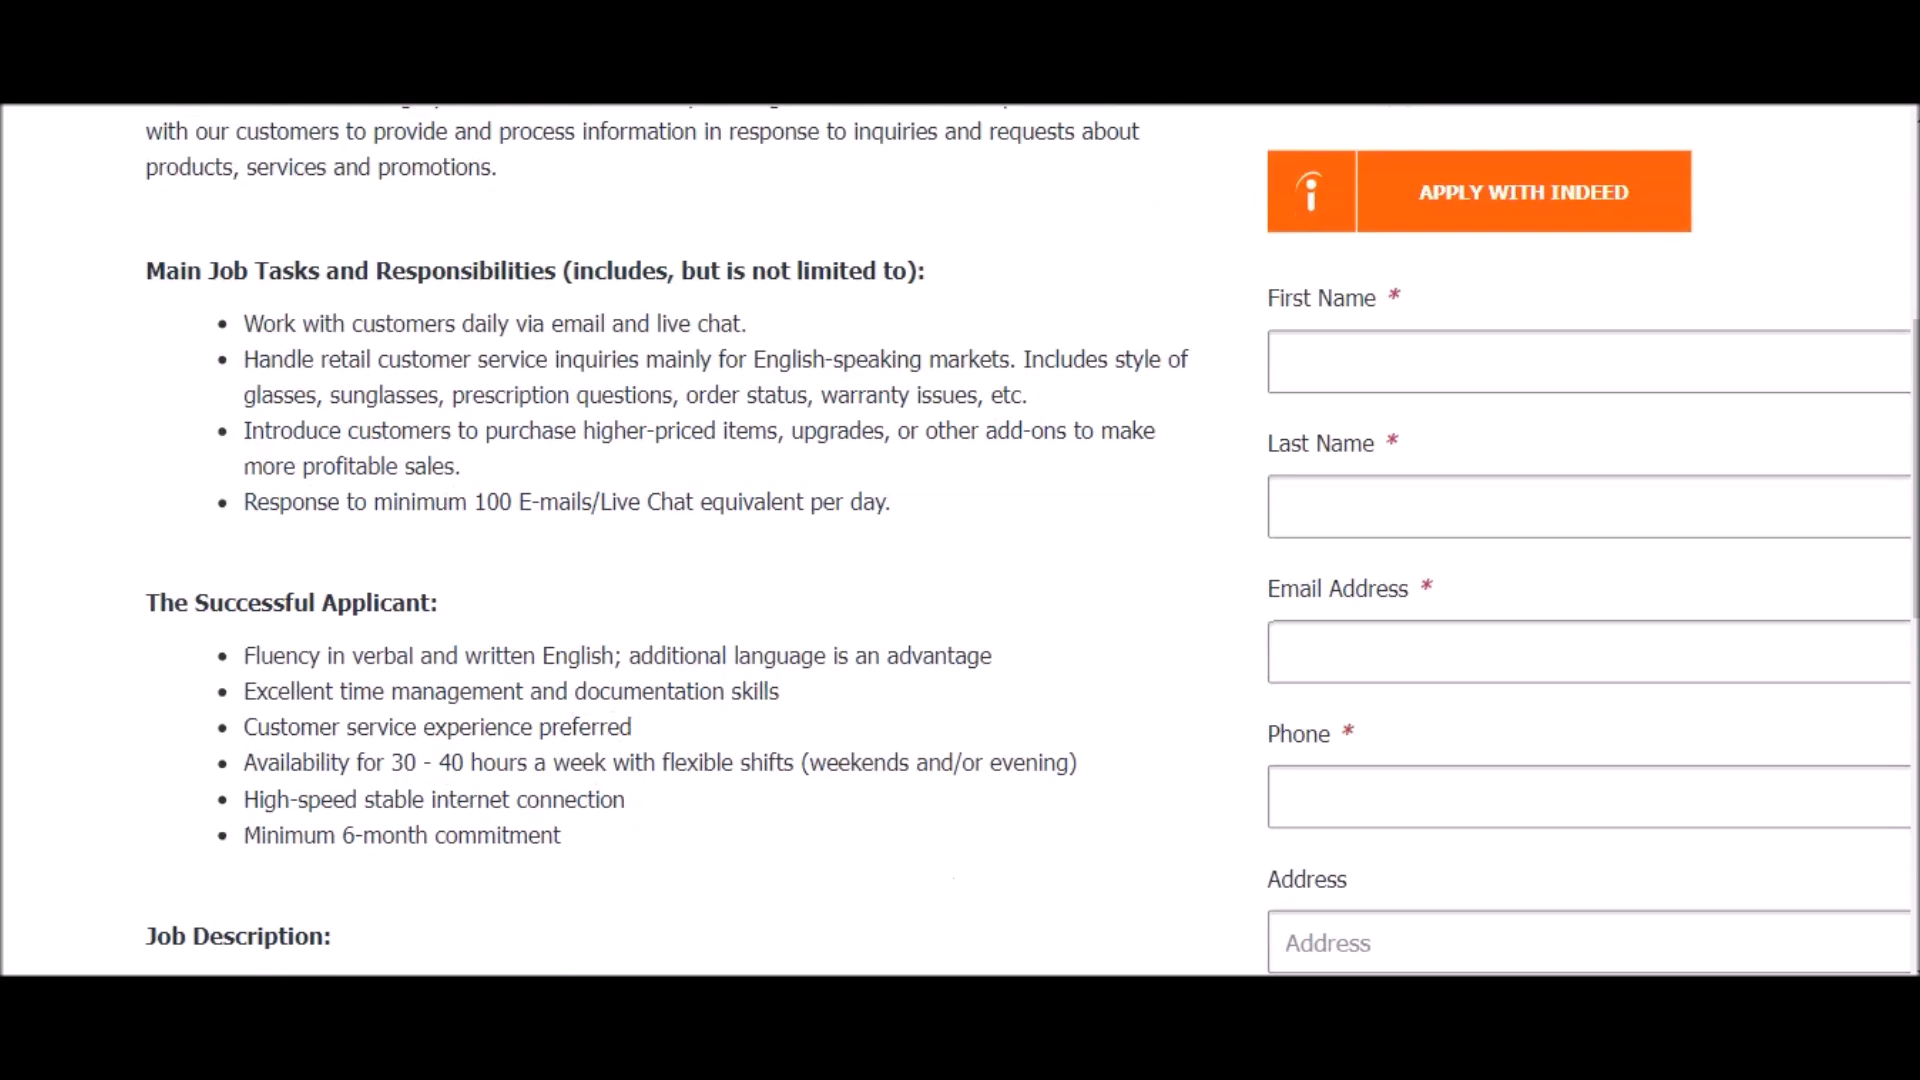 with our customers to provide and process information in response to inquiries and requests about
products, services and promotions.
APPLY WITH INDEED
Main Job Tasks and Responsibilities (includes, but is not limited to):
Work with customers daily via email and live chat.
Handle retail customer service inquiries mainly for English-speaking markets. Includes style of
glasses, sunglasses, prescription questions, order status, warranty issues, etc.
Introduce customers to purchase higher-priced items, upgrades, or other add-ons to make
more profitable sales.
Response to minimum 100 E-mails/Live Chat equivalent per day.
The Successful Applicant:
Fluency in verbal and written English; additional language is an advantage
Excellent time management and documentation skills
Customer service experience preferred
Availability for 30 - 40 hours a week with flexible shifts (weekends and/or evening)
High-speed stable internet connection
Minimum 6-month commitment
Job Description:
First Name *
Last Name *
Email Address *
Phone *
Address
Address